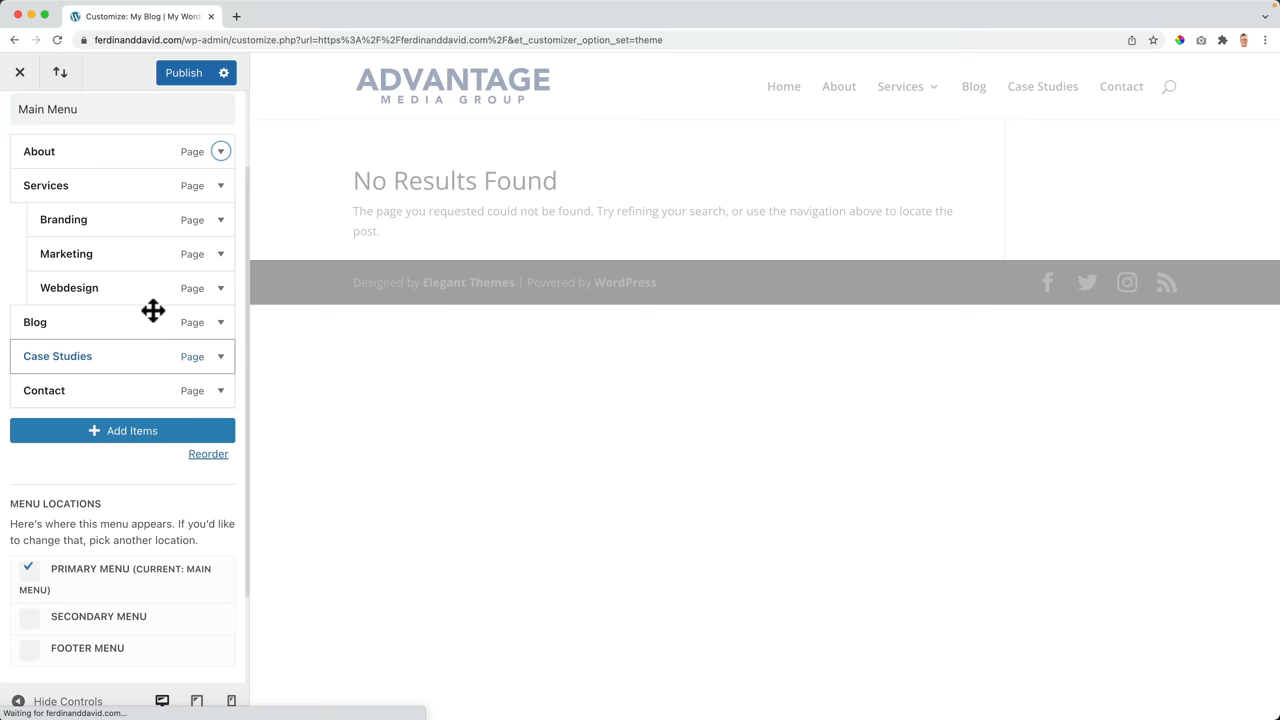 Customize: My Blog | My Word
ferdinanddavid.com/wp-admin/customize.php?url=https%3A%2F%2Fferdinanddavid.com%2F&et_customizer_option_set=theme
Publish
Main Menu
About Page
Services Page
Branding Page
Marketing Page
Webdesign Page
Blog Page
Case Studies Page
Contact Page
Add Items
Reorder
MENU LOCATIONS
Here's where this menu appears. If you'd like
to change that, pick another location.
PRIMARY MENU (CURRENT: MAIN
MENU)
SECONDARY MENU
FOOTER MENU
Hide Controls
Waiting for ferdinanddavid.com...
ADVANTAGE
MEDIA GROUP
Home About Services Blog Case Studies Contact
No Results Found
The page you requested could not be found. Try refining your search, or use the navigation above to locate the
post.
Designed by Elegant Themes | Powered by WordPress